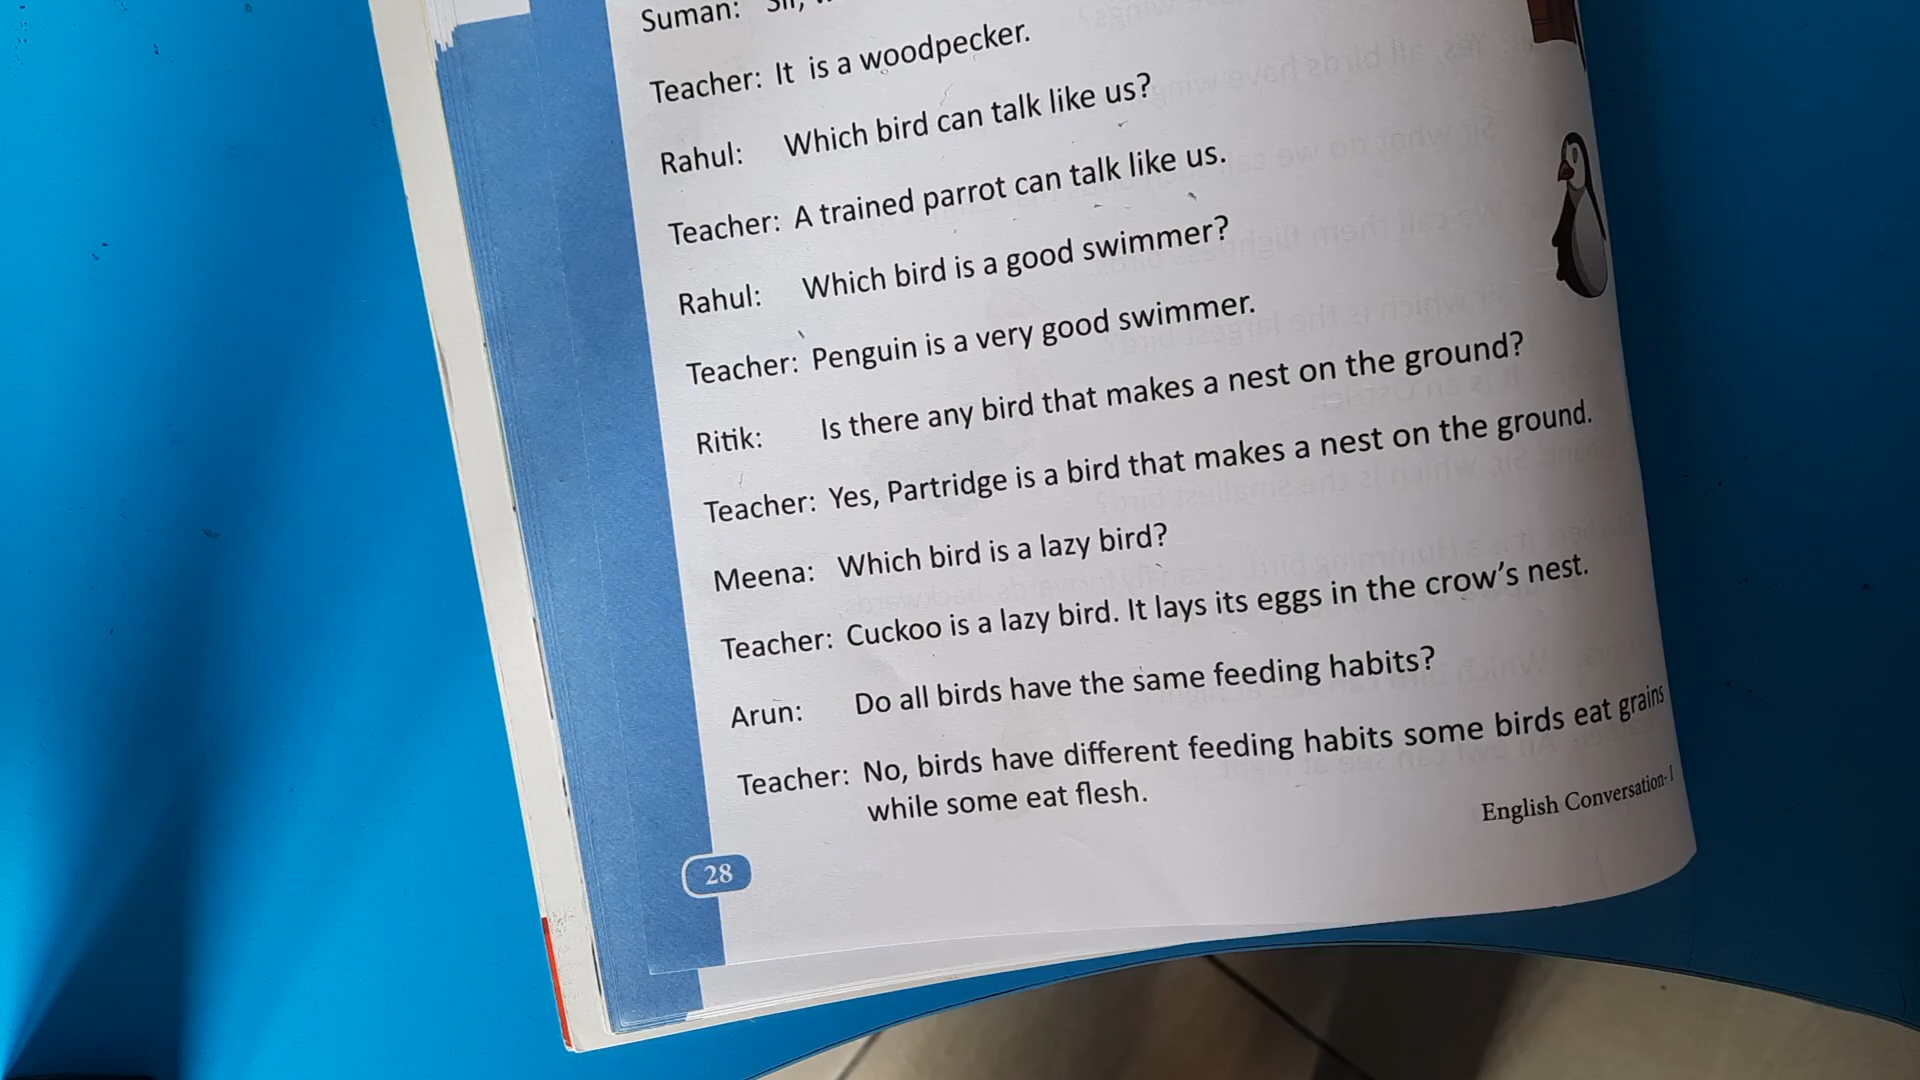 Suman: Sir,
Teacher: It is a woodpecker.
Rahul: Which bird can talk like us?
Teacher: A trained parrot can talk like us.
Rahul: Which bird is a good swimmer?
Teacher: Penguin is a very good swimmer.
Ritik: Is there any bird that makes a nest on the ground?
Teacher: Yes, Partridge is a bird that makes a nest on the ground.
Meena: Which bird is a lazy bird?
Teacher: Cuckoo is a lazy bird. It lays its eggs in the crow's nest.
Arun: Do all birds have the same feeding habits?
Teacher: No, birds have different feeding habits some birds eat grains
while some eat flesh.
English Conversation-1
28